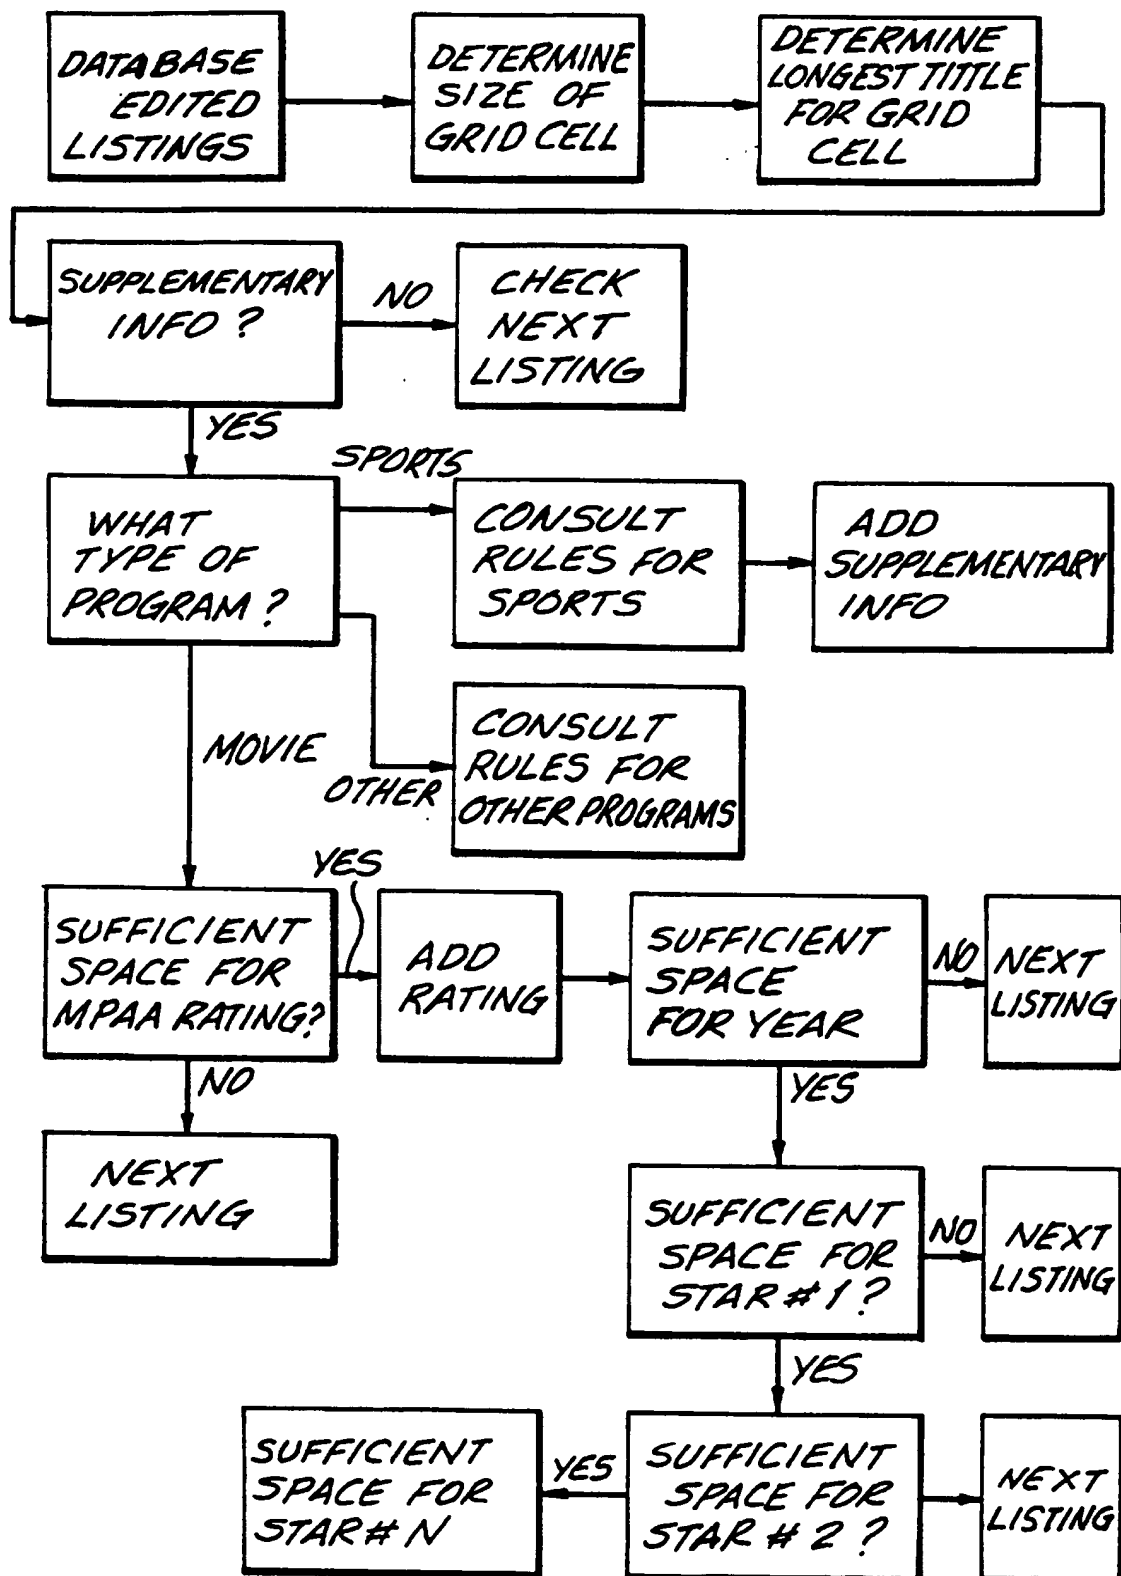 DATABASE
EDITED
LISTINGS
DETERMINE
SIZE OF
GRID CELL
DETERMINE
LONGEST TITTLE
FOR GRID
CELL
SUPPLEMENTARY
INFO ?
NO
CHECK
NEXT
LISTING
YES
WHAT
TYPE OF
PROGRAM ?
SPORTS
CONSULT
RULES FOR
SPORTS
ADD
SUPPLEMENTARY
INFO
OTHER
CONSULT
RULES FOR
OTHER PROGRAMS
MOVIE
SUFFICIENT
SPACE FOR
MPAA RATING?
YES
ADD
RATING
SUFFICIENT
SPACE
FOR YEAR
NO
NEXT
LISTING
NO
NEXT
LISTING
YES
SUFFICIENT
SPACE FOR
STAR # 1 ?
NO
NEXT
LISTING
YES
SUFFICIENT
SPACE FOR
STAR # 2 ?
NEXT
LISTING
YES
SUFFICIENT
SPACE FOR
STAR # N